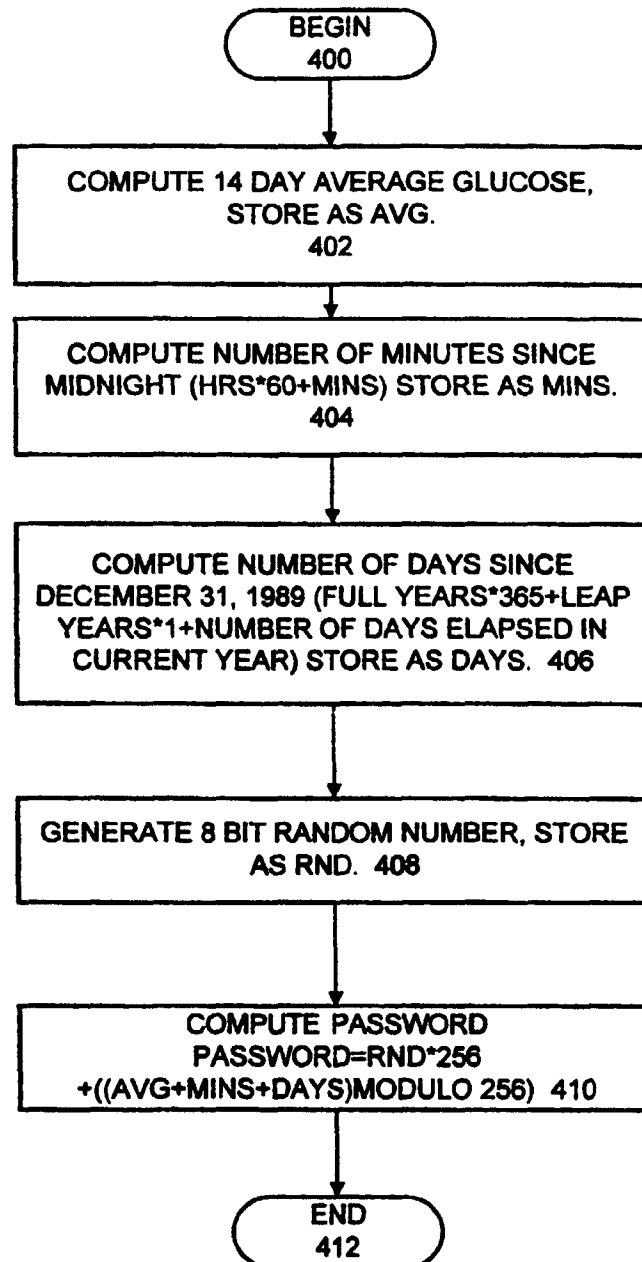 BEGIN
400
COMPUTE 14 DAY AVERAGE GLUCOSE,
STORE AS AVG.
402
COMPUTE NUMBER OF MINUTES SINCE
MIDNIGHT (HRS*60+MINS) STORE AS MINS.
404
COMPUTE NUMBER OF DAYS SINCE
DECEMBER 31, 1989 (FULL YEARS*365+LEAP
YEARS*1+NUMBER OF DAYS ELAPSED IN
CURRENT YEAR) STORE AS DAYS. 406
GENERATE 8 BIT RANDOM NUMBER, STORE
AS RND. 408
COMPUTE PASSWORD
PASSWORD=RND*256
+((AVG+MINS+DAYS)MODULO 256) 410
END
412